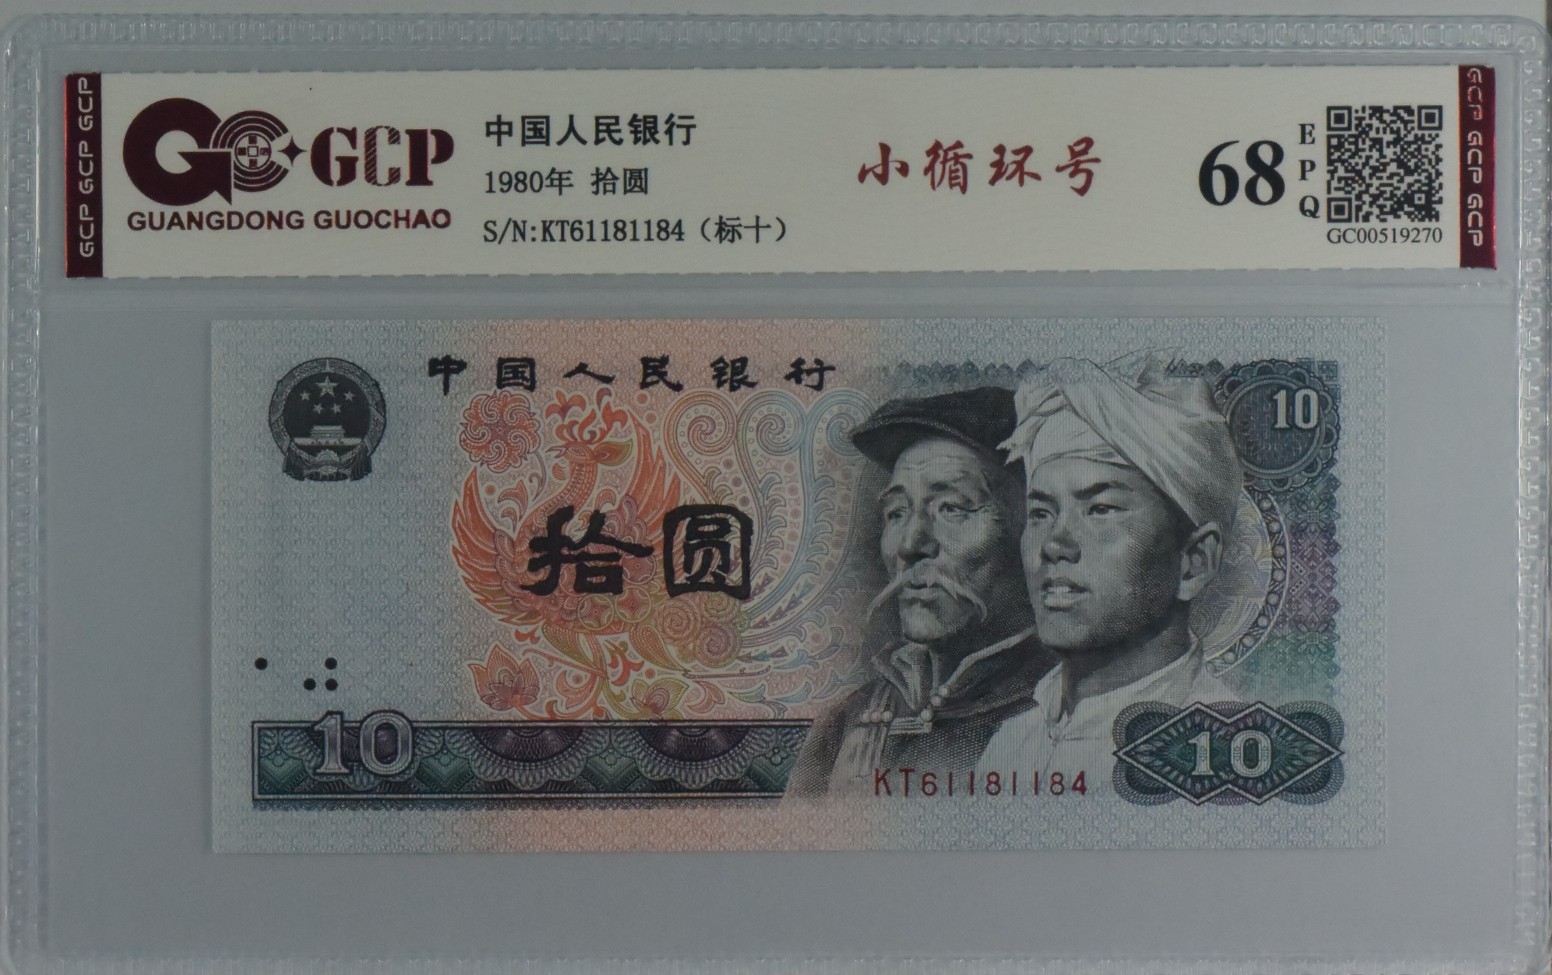 GCP GCP GCP
GCP
GUANGDONG GUOCHAO
中国人民银行
1980年 拾圆
S/N:KT61181184（标十）
小循环号
68
EPQ
GC00519270
GCP GCP GCP
中国人民银行
10
拾圆
10
10
KT61181184